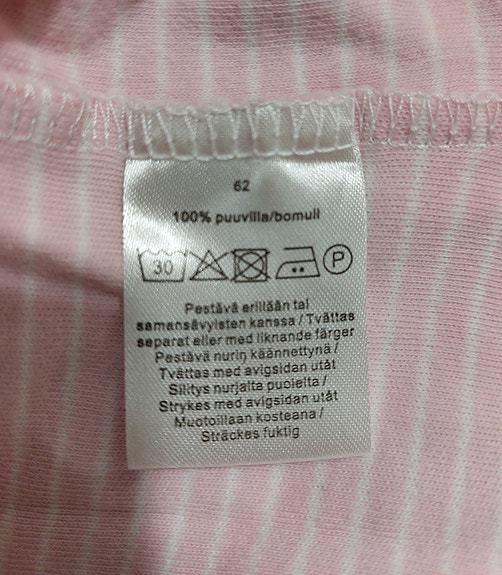 62
100% puuvilla/bomull
30 P
Pestävä erillään tai
samansävyisten kanssa / Tvättas
separat eller med liknande färger
Pestävä nurin käännettynä /
Tvättas med avigsidan utåt
Silitys nurjalta puolelta /
Strykes med avigsidan utåt
Muotoillaan kosteana /
Sträckes fuktig